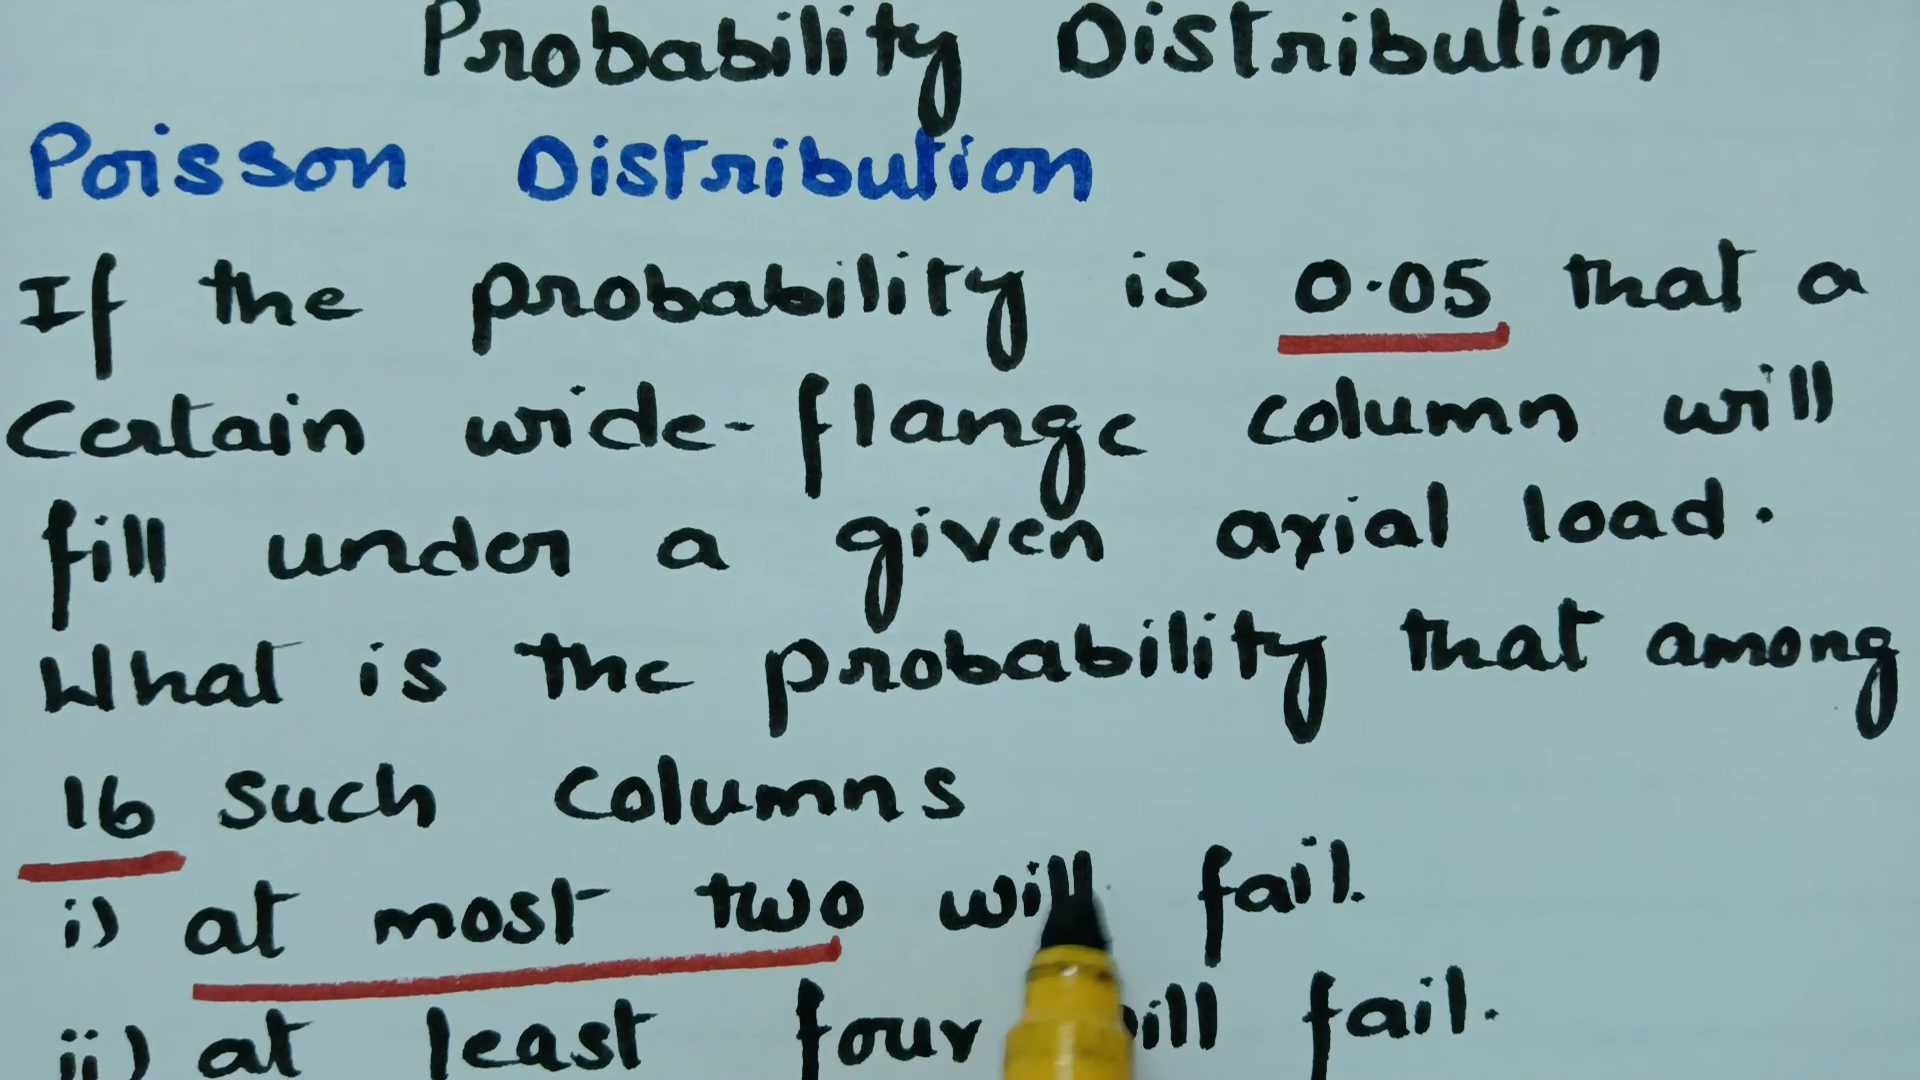 Probability Distribution
Poisson Distribution
If the probability is 0.05 that a
Certain wide-flange column will
fill under a given axial load.
What is the probability that among
16 such columns
i) at most two will fail.
ii) at least four will fail.